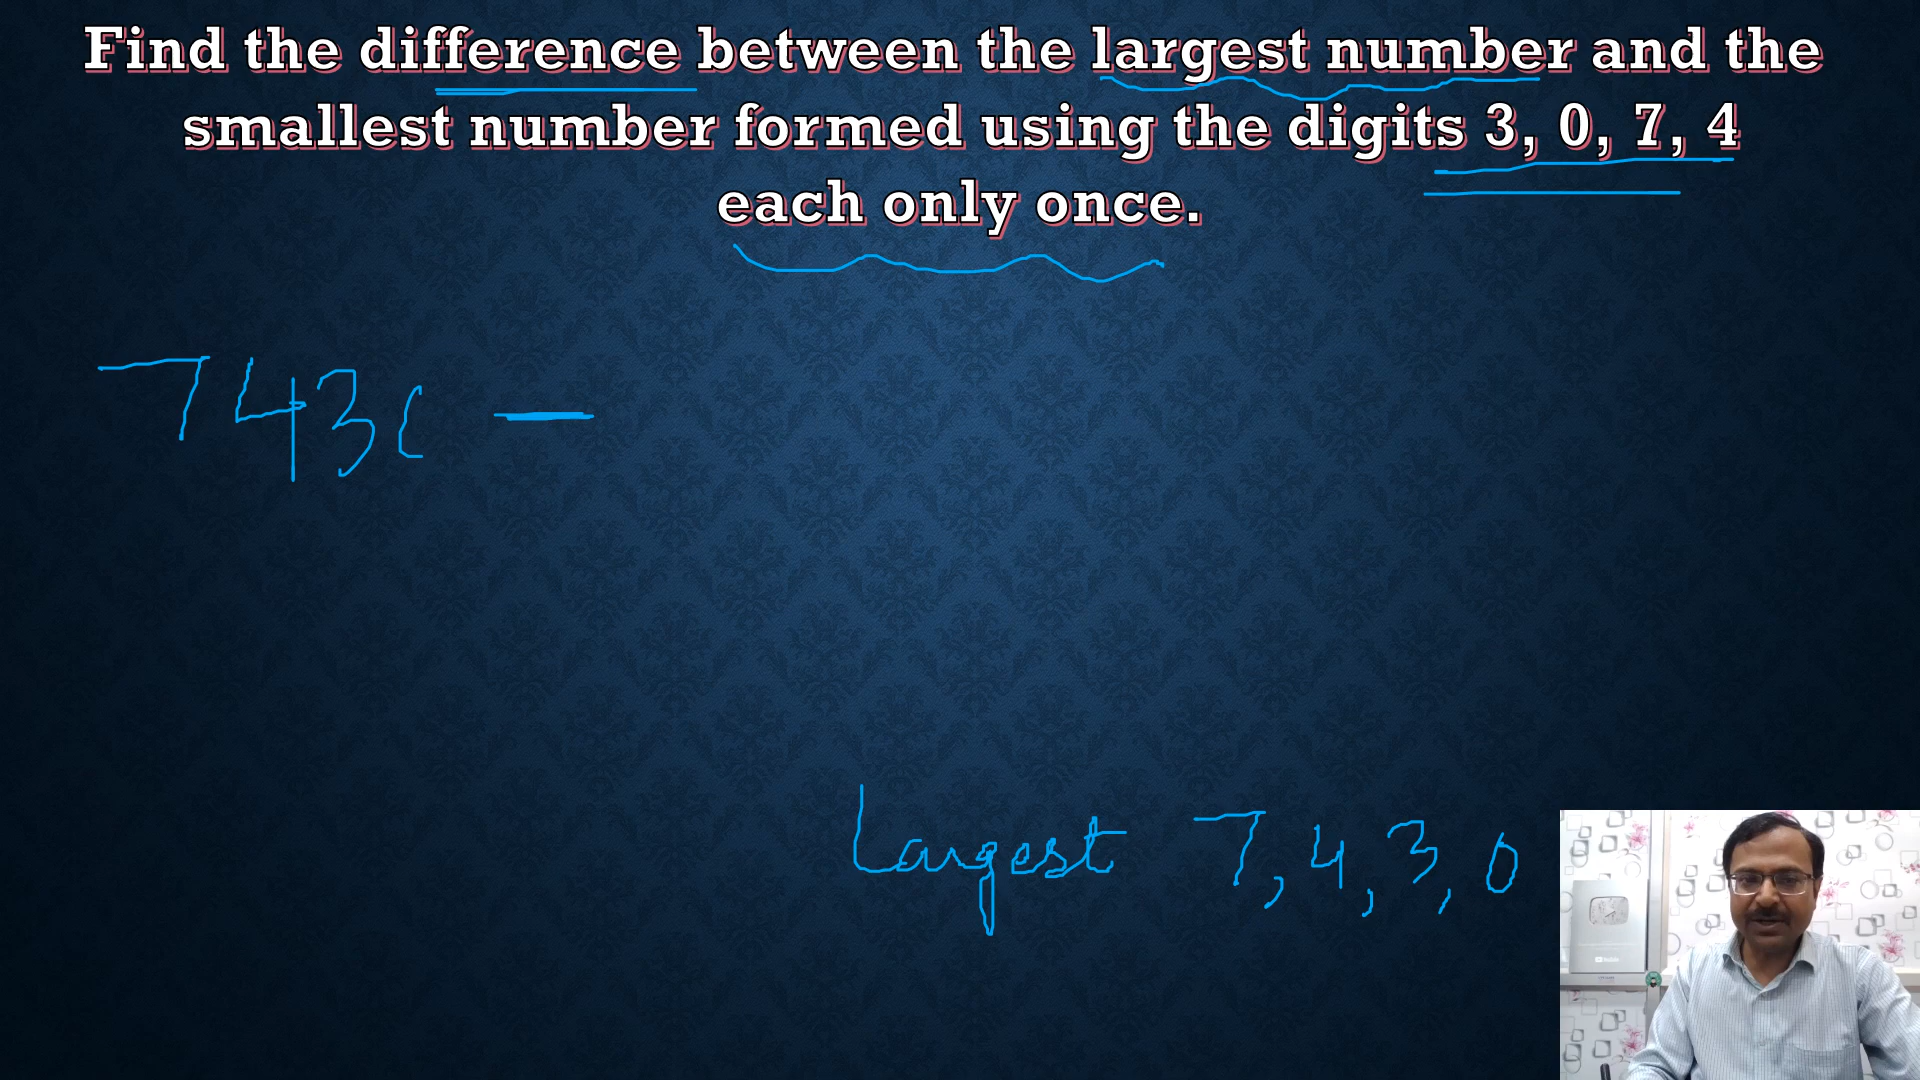 Find the difference between the largest number and the
smallest number formed using the digits 3, 0, 7, 4
each only once.
7430 —
Largest 7, 4, 3, 0